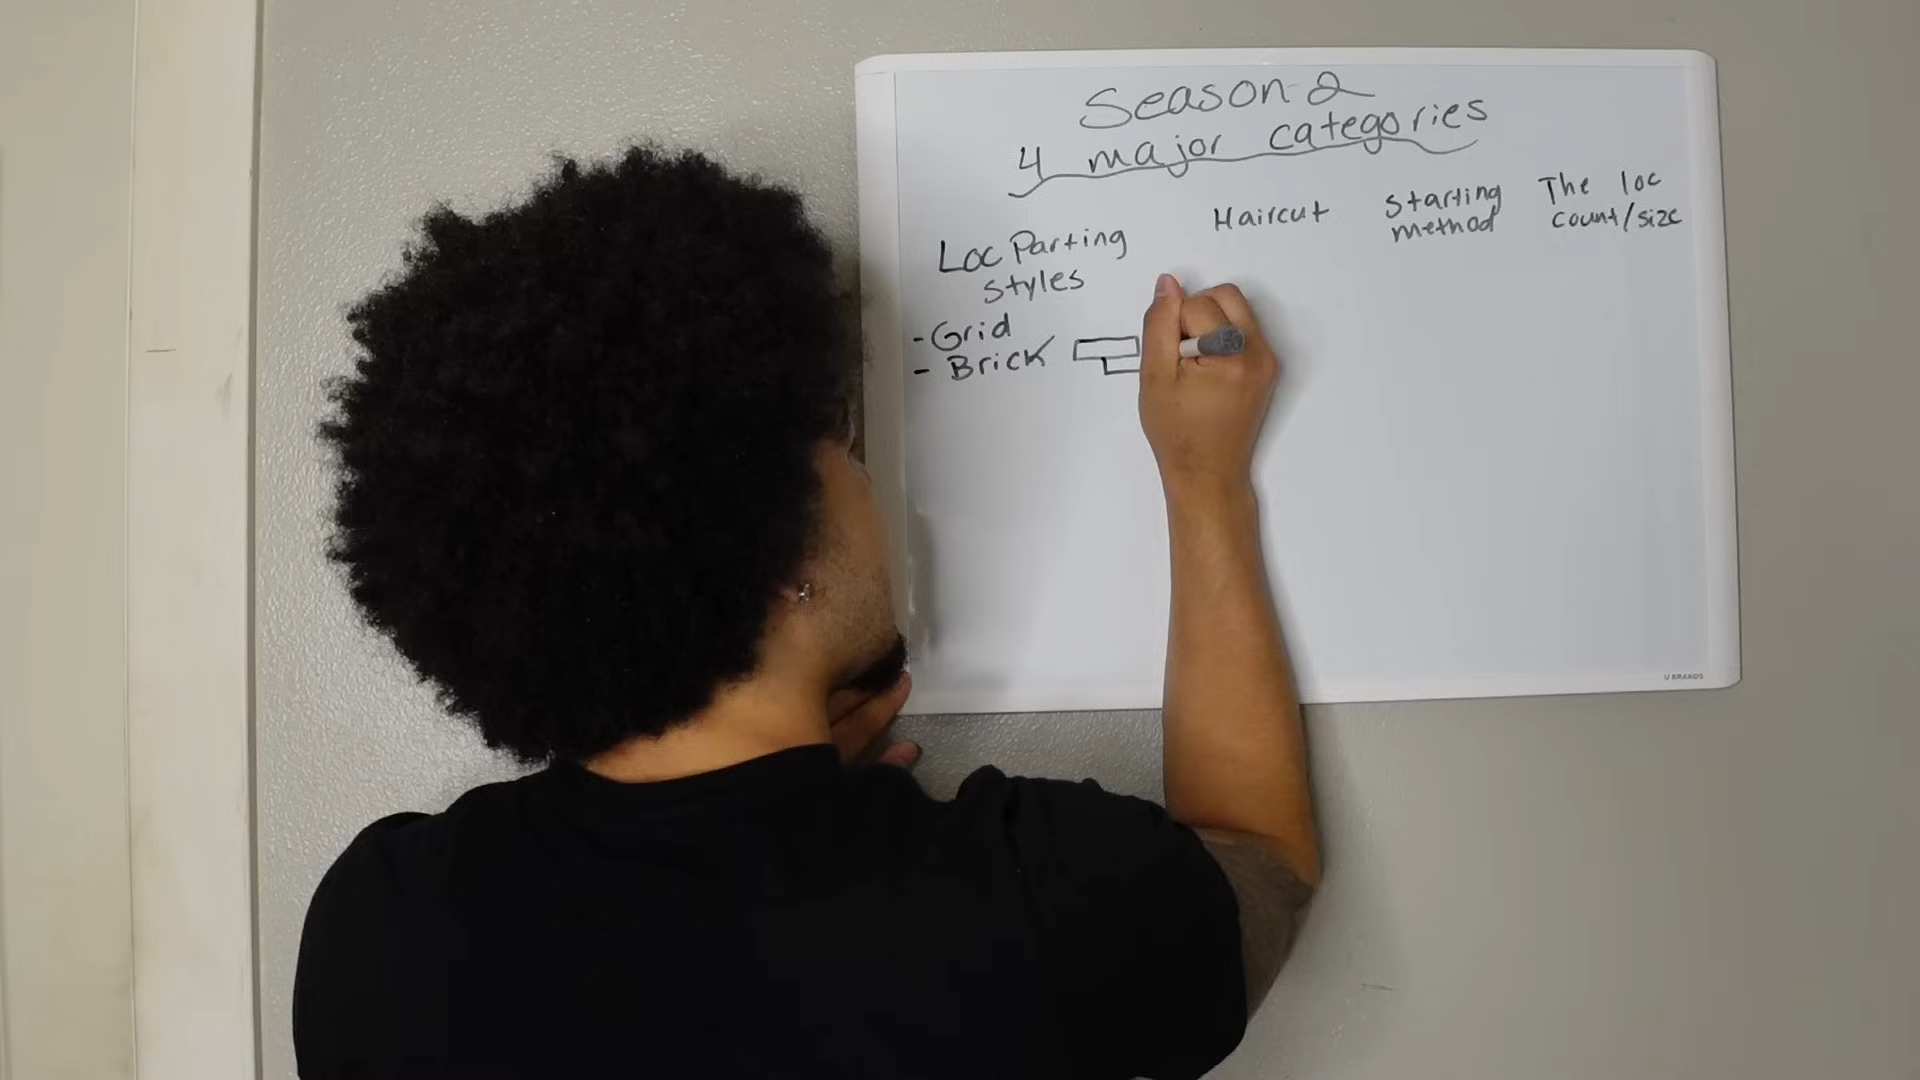 Season 2
4 major categories
Loc Parting
styles
- Grid
- Brick
Haircut
Starting
method
The loc
count/size
U BRANDS